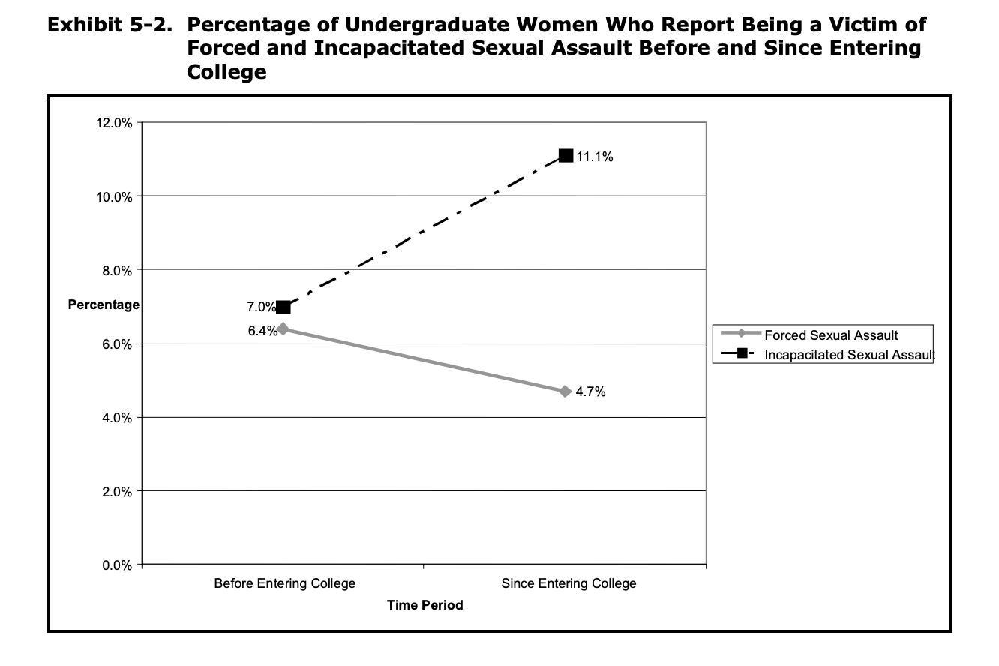 Exhibit 5-2. Percentage of Undergraduate Women Who Report Being a Victim of
Forced and Incapacitated Sexual Assault Before and Since Entering
College
12.0%
11.1%
10.0%
8.0%
Percentage
7.0%
6.4%
6.0%
4.7%
4.0%
2.0%
0.0%
Forced Sexual Assault
Incapacitated Sexual Assault
Before Entering College
Since Entering College
Time Period